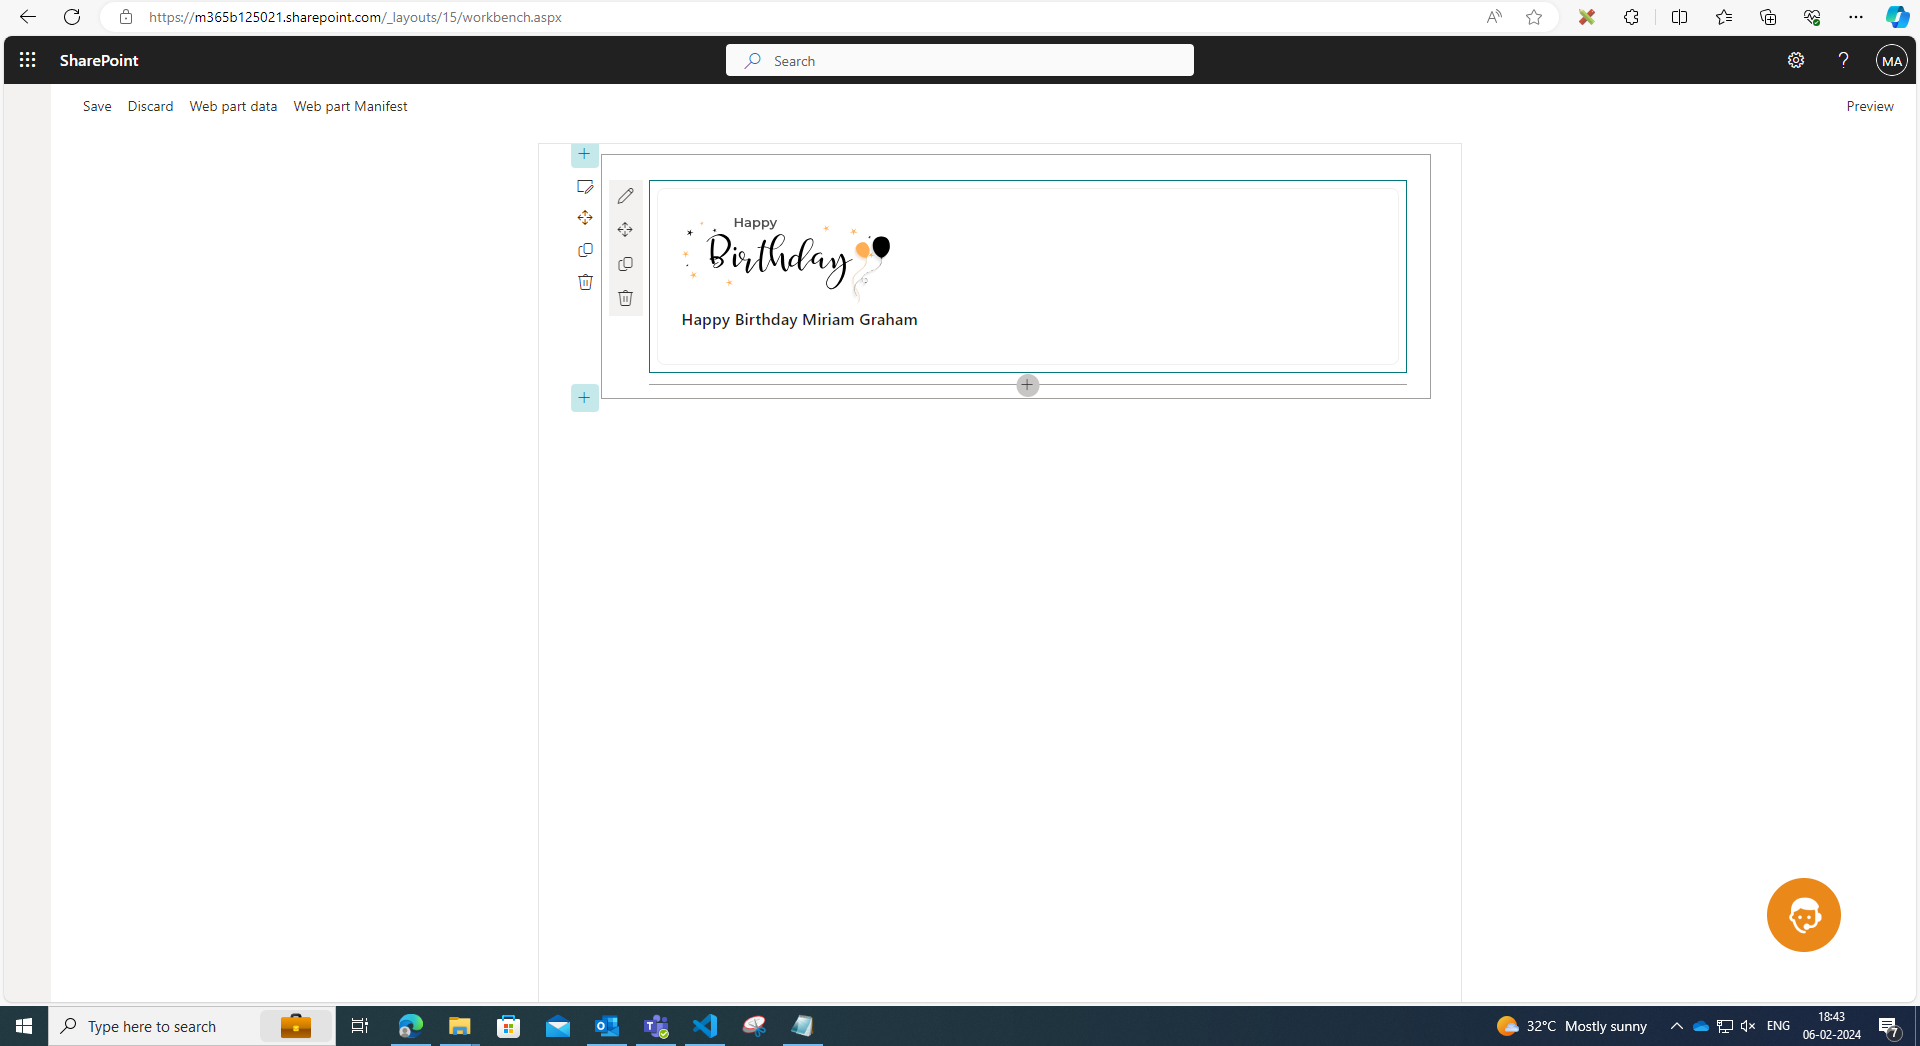 https://m365b125021.sharepoint.com/_layouts/15/workbench.aspx
SharePoint
Search
MA
Save Discard Web part data Web part Manifest
Preview
Happy
Birthday
Happy Birthday Miriam Graham
Type here to search
32°C Mostly sunny
ENG
18:43
06-02-2024
7